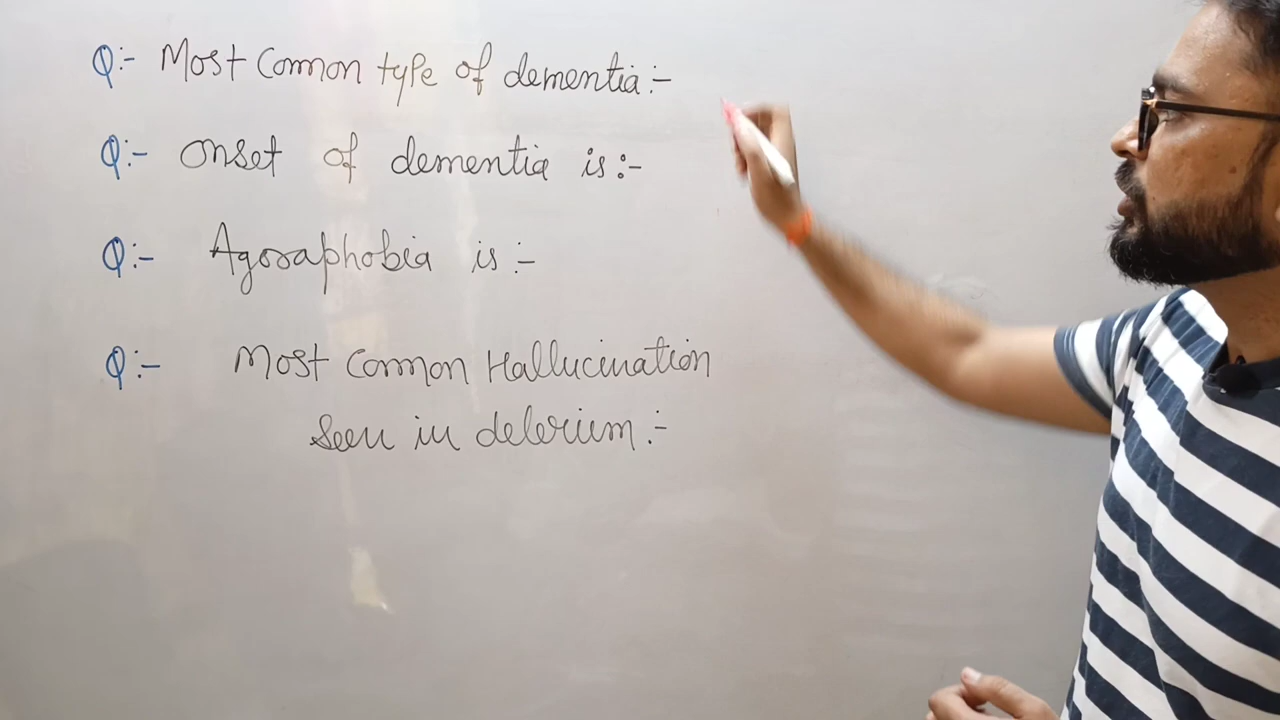 Q:- Most Common type of dementia:-
Q:- Onset of dementia is:-
Q:- Agoraphobia is :-
Q:- Most Common Hallucination
Seen in delerium:-